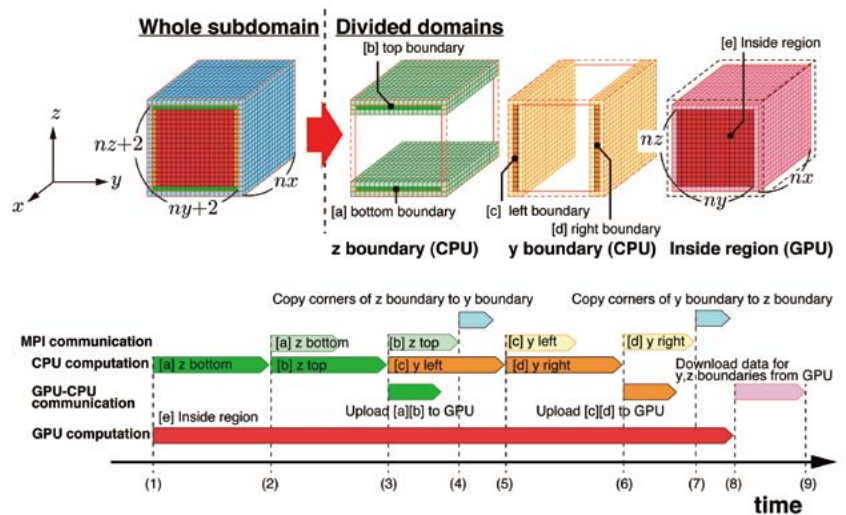 Whole subdomain
Divided domains
[b] top boundary
[e] Inside region
z
y
x
nz+2
ny+2
nx
[a] bottom boundary
[c] left boundary
[d] right boundary
nz
ny
nx
z boundary (CPU)
y boundary (CPU)
Inside region (GPU)
Copy corners of z boundary to y boundary
Copy corners of y boundary to z boundary
MPI communication
[a] z bottom
[b] z top
[c] y left
[d] y right
CPU computation
[a] z bottom
[b] z top
[c] y left
[d] y right
Download data for
y,z boundaries from GPU
GPU-CPU
communication
Upload [a][b] to GPU
Upload [c][d] to GPU
[e] Inside region
GPU computation
(1)
(2)
(3)
(4)
(5)
(6)
(7)
(8)
(9)
time